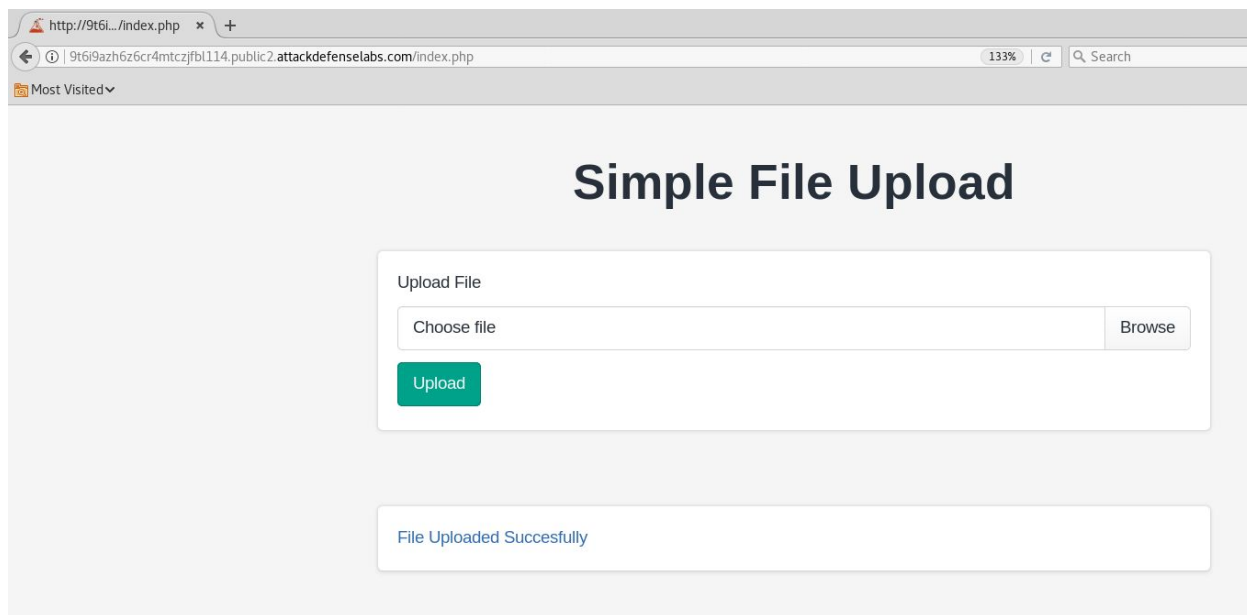 http://9t6i.../index.php × +
9t6i9azh6z6cr4mtczjfbl114.public2.attackdefenselabs.com/index.php 133% Search
Most Visited
Simple File Upload
Upload File
Choose file Browse
Upload
File Uploaded Succesfully